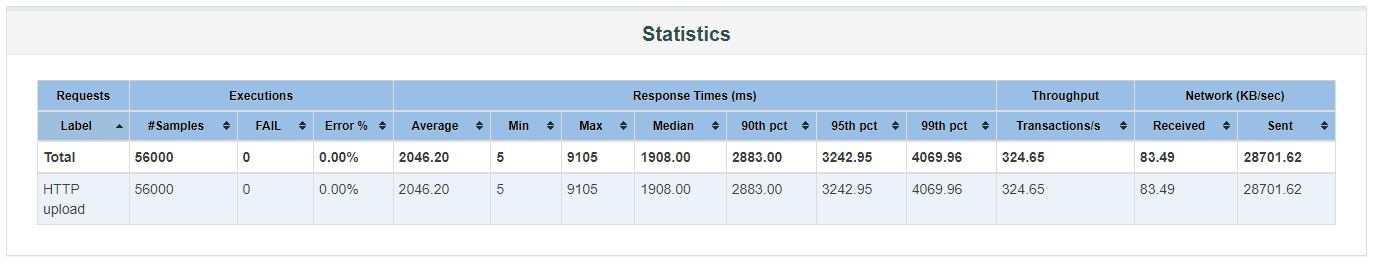 Statistics
Requests Executions Response Times (ms) Throughput Network (KB/sec)
Label #Samples FAIL Error % Average Min Max Median 90th pct 95th pct 99th pct Transactions/s Received Sent
Total 56000 0 0.00% 2046.20 5 9105 1908.00 2883.00 3242.95 4069.96 324.65 83.49 28701.62
HTTP 56000 0 0.00% 2046.20 5 9105 1908.00 2883.00 3242.95 4069.96 324.65 83.49 28701.62
upload